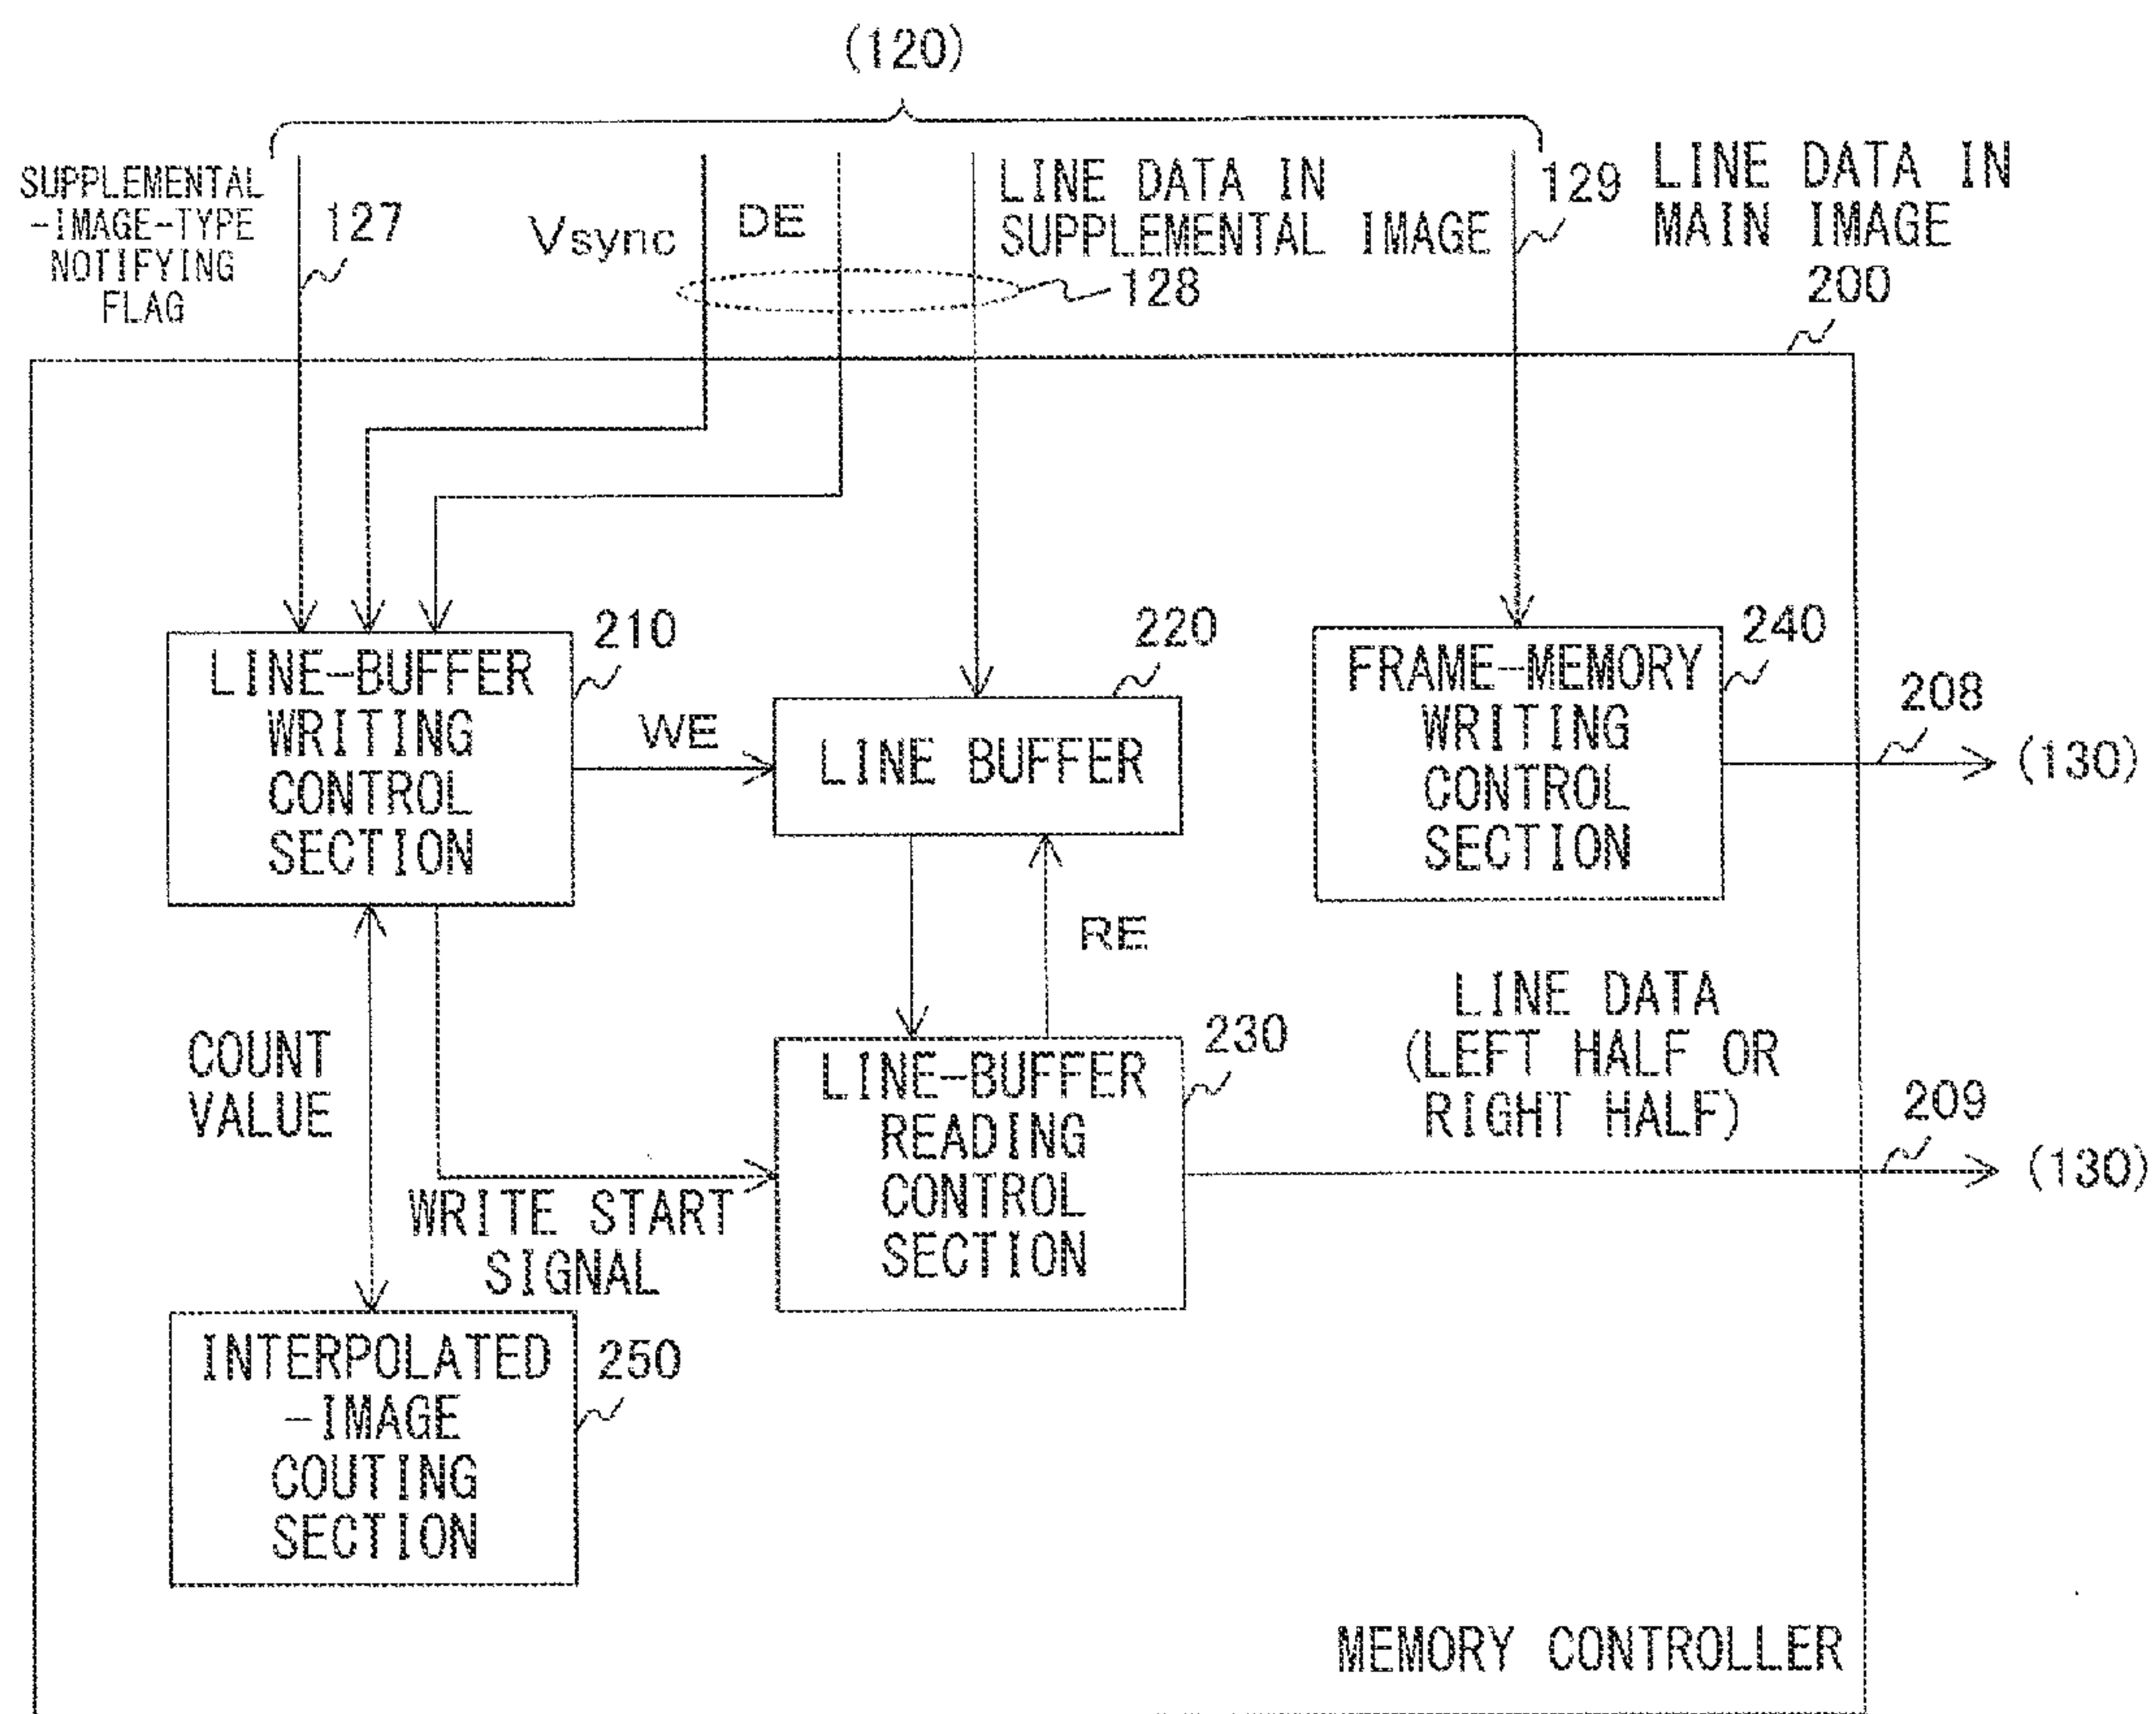 (120)
SUPPLEMENTAL
-IMAGE-TYPE
NOTIFYING
FLAG
127
Vsync
DE
LINE DATA IN
SUPPLEMENTAL IMAGE
128
129
LINE DATA IN
MAIN IMAGE
200
210
LINE-BUFFER
WRITING
CONTROL
SECTION
WE
220
LINE BUFFER
240
FRAME-MEMORY
WRITING
CONTROL
SECTION
208
(130)
RE
COUNT
VALUE
WRITE START
SIGNAL
230
LINE-BUFFER
READING
CONTROL
SECTION
LINE DATA
(LEFT HALF OR
RIGHT HALF)
209
(130)
250
INTERPOLATED
-IMAGE
COUTING
SECTION
MEMORY CONTROLLER